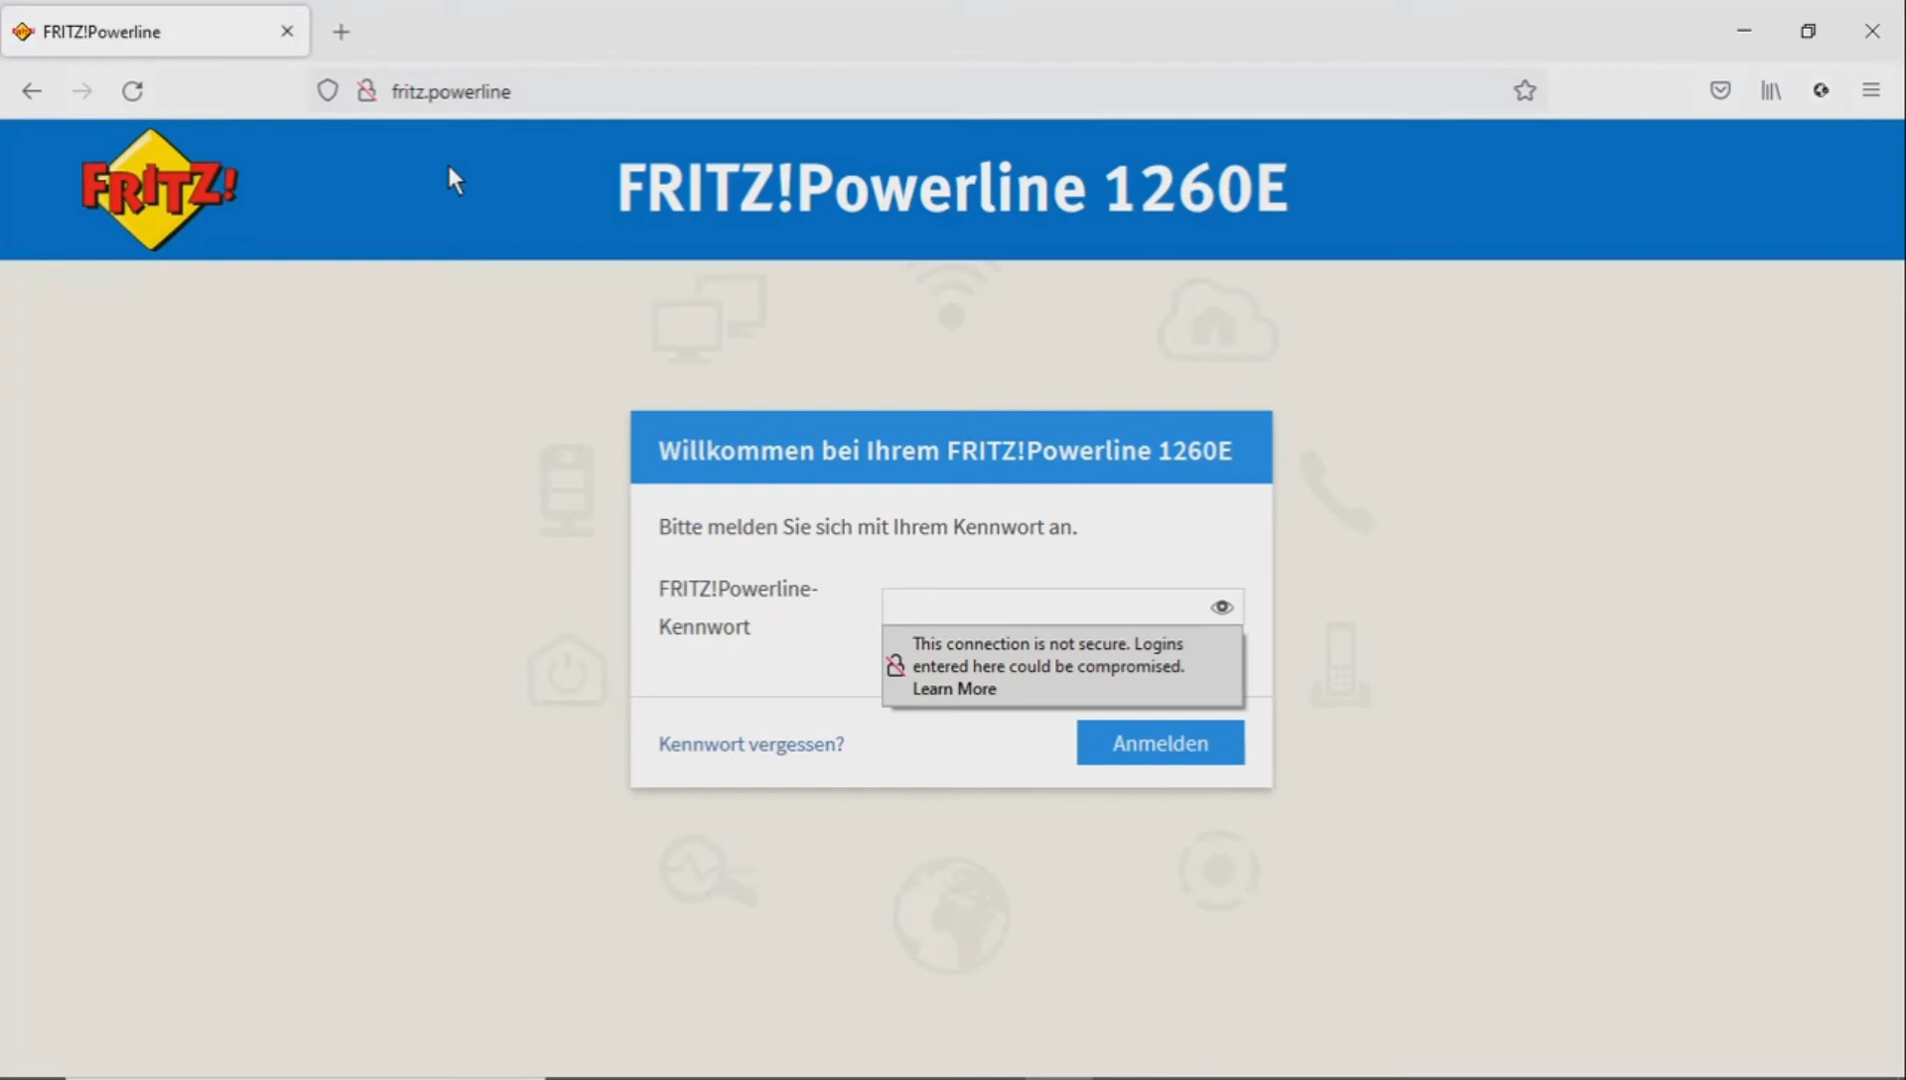 FRITZ!Powerline
fritz.powerline
FRITZ!
FRITZ!Powerline 1260E
Willkommen bei Ihrem FRITZ!Powerline 1260E
Bitte melden Sie sich mit Ihrem Kennwort an.
FRITZ!Powerline-
Kennwort
This connection is not secure. Logins
entered here could be compromised.
Learn More
Kennwort vergessen?
Anmelden